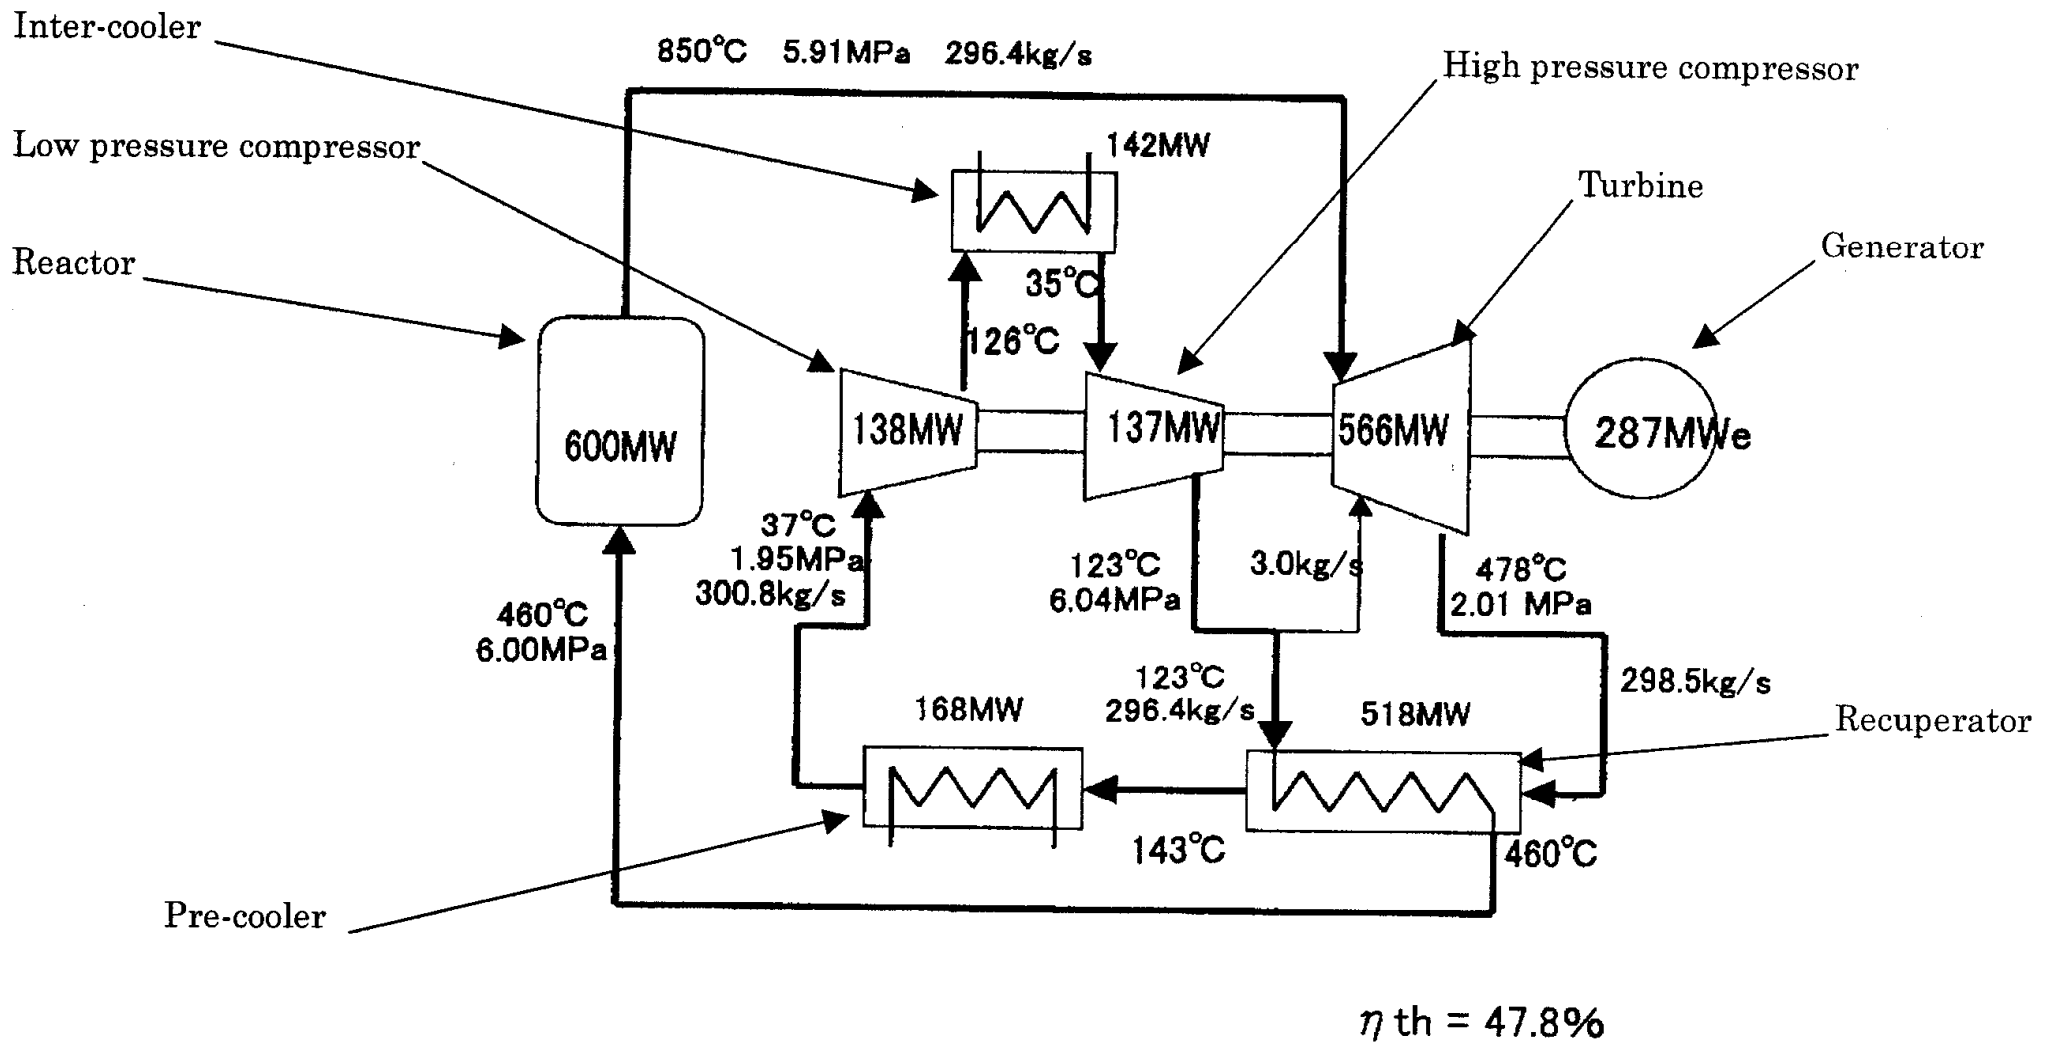 Inter-cooler
850℃ 5.91MPa 296.4kg/s
High pressure compressor
Low pressure compressor
142MW
Turbine
Generator
Reactor
35℃
126℃
600MW
138MW
137MW
566MW
287MWe
37℃
1.95MPa
300.8kg/s
123℃
6.04MPa
3.0kg/s
478℃
2.01 MPa
460℃
6.00MPa
123℃
296.4kg/s
298.5kg/s
168MW
518MW
Recuperator
143℃
460℃
Pre-cooler
η th = 47.8%